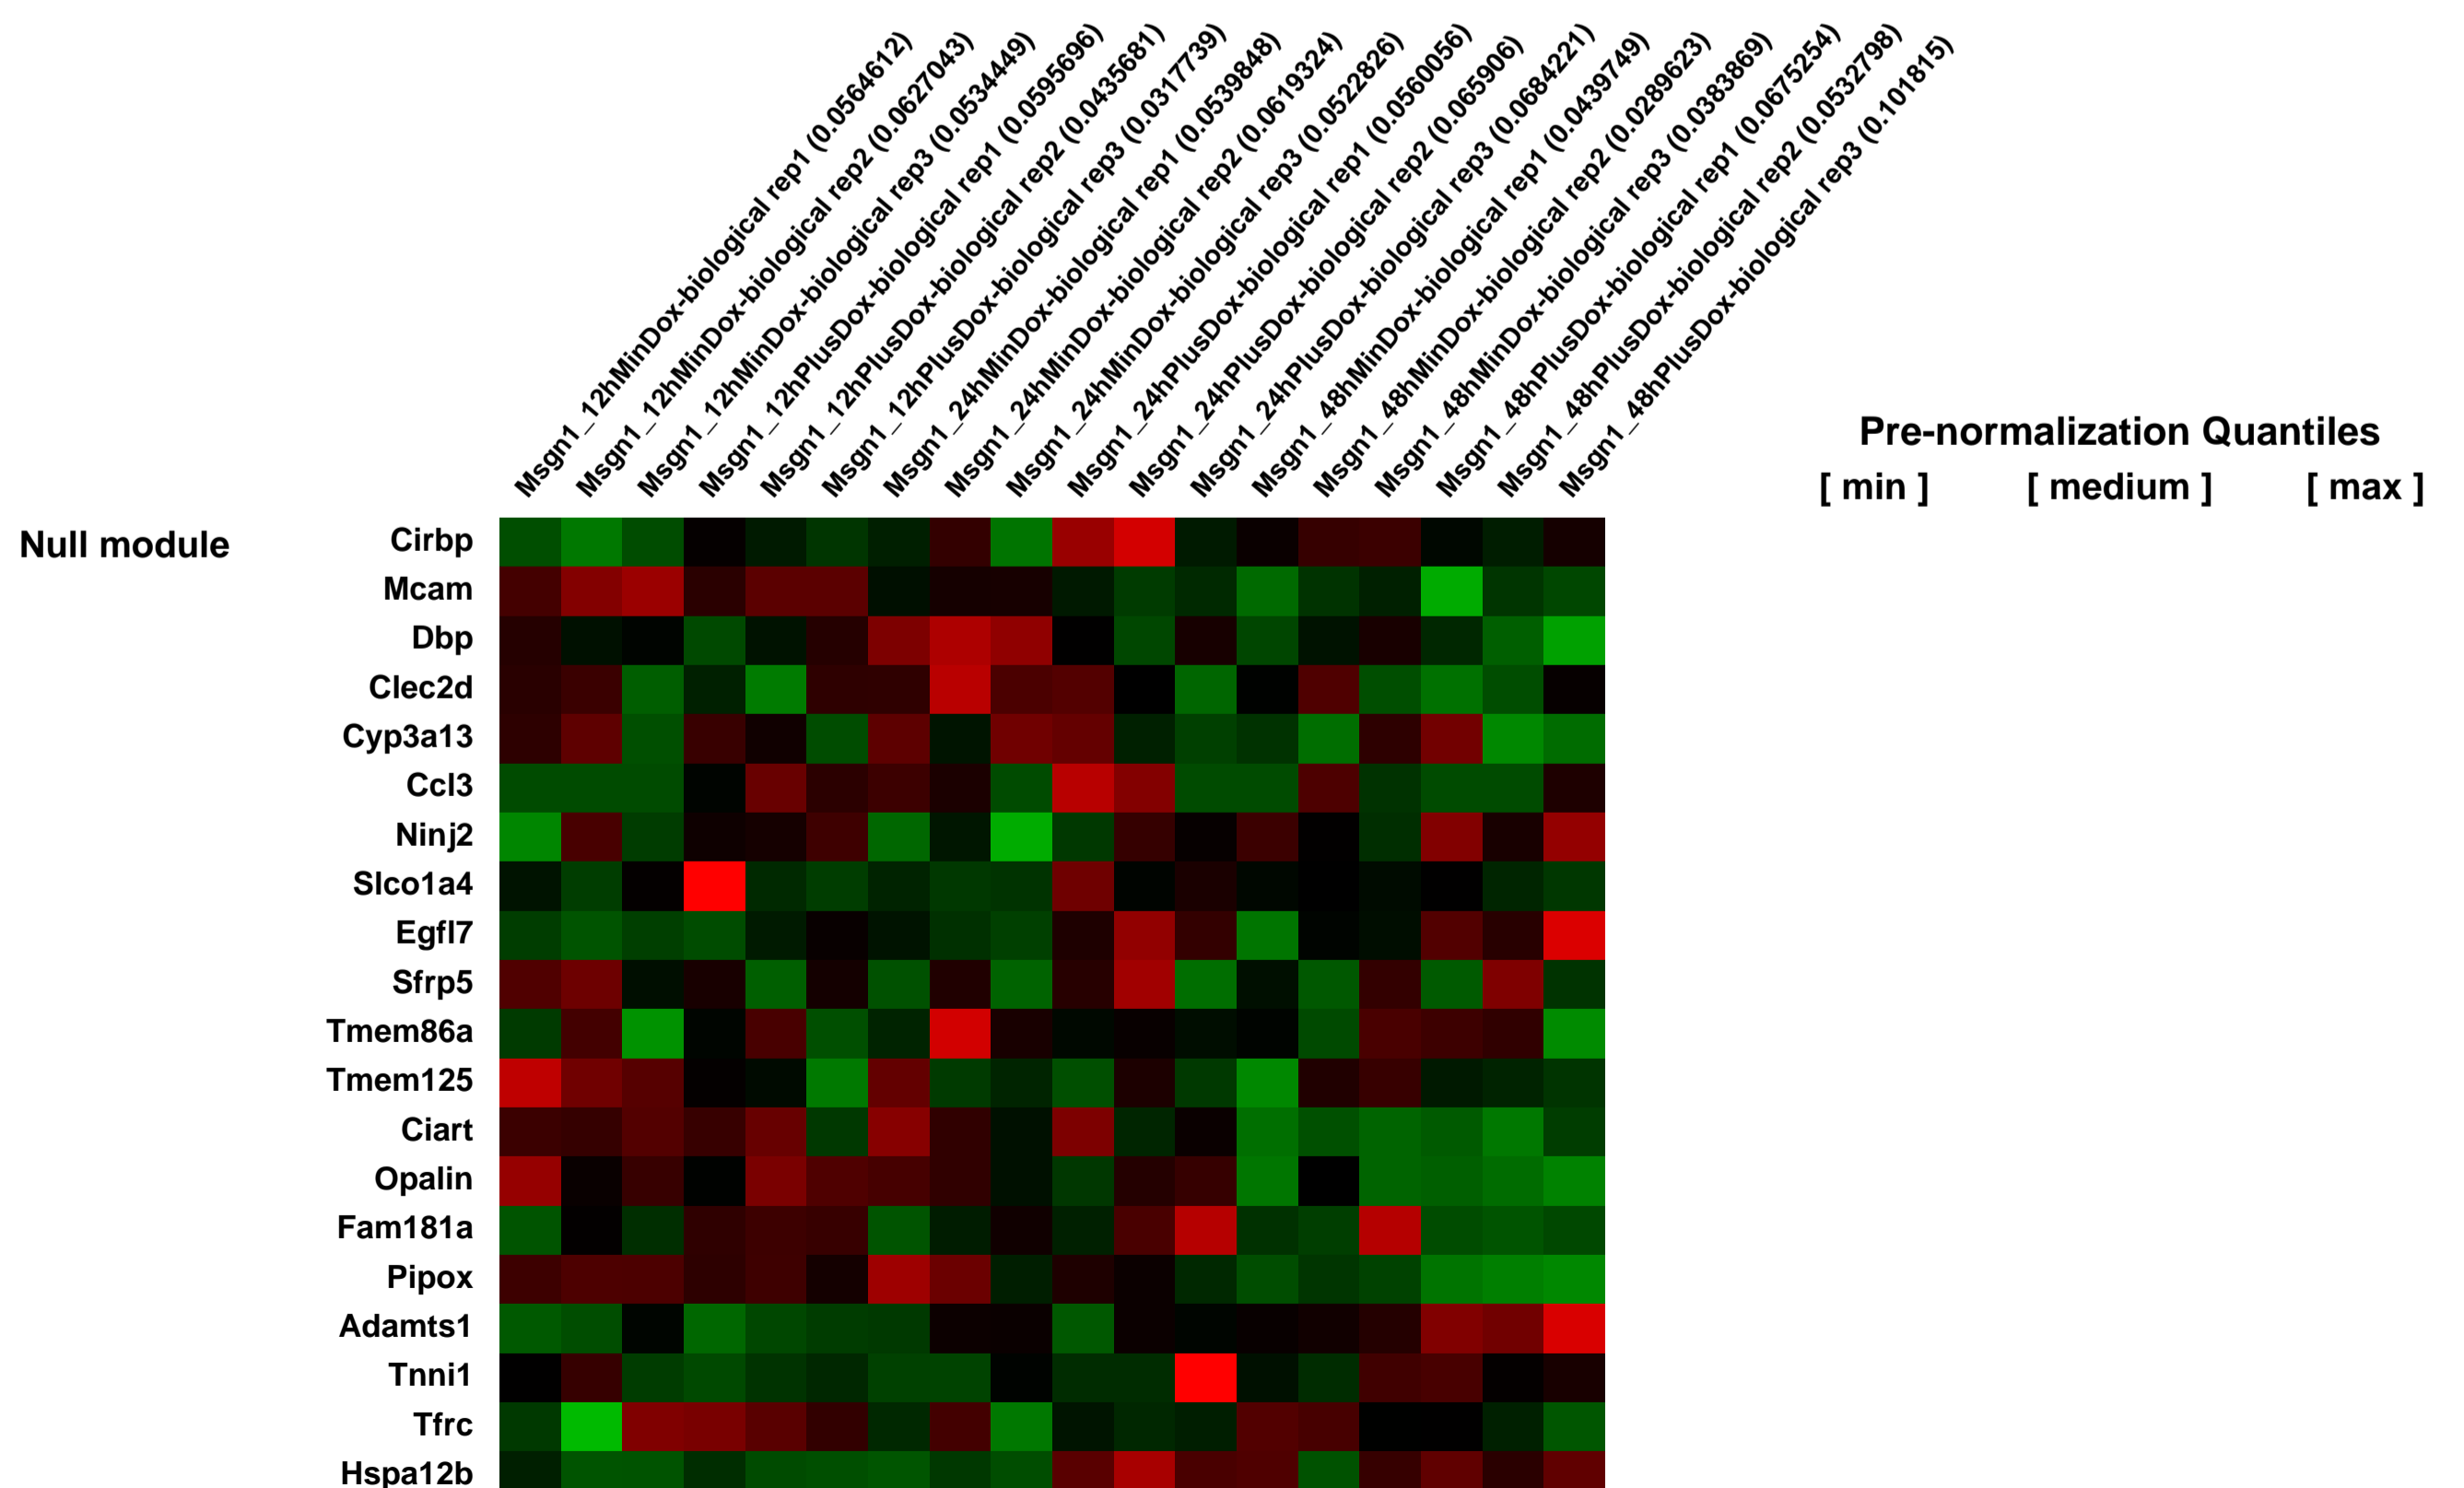 Msgn1_12hMinDox-biological rep1 (0.0564612)
Msgn1_12hMinDox-biological rep2 (0.0627043)
Msgn1_12hMinDox-biological rep3 (0.0534449)
Msgn1_12hPlusDox-biological rep1 (0.0595696)
Msgn1_12hPlusDox-biological rep2 (0.0435681)
Msgn1_12hPlusDox-biological rep3 (0.0317739)
Msgn1_24hMinDox-biological rep1 (0.0539848)
Msgn1_24hMinDox-biological rep2 (0.0619324)
Msgn1_24hMinDox-biological rep3 (0.0522826)
Msgn1_24hPlusDox-biological rep1 (0.0560056)
Msgn1_24hPlusDox-biological rep2 (0.065906)
Msgn1_24hPlusDox-biological rep3 (0.0684221)
Msgn1_48hMinDox-biological rep1 (0.0439749)
Msgn1_48hMinDox-biological rep2 (0.0289623)
Msgn1_48hMinDox-biological rep3 (0.0383869)
Msgn1_48hPlusDox-biological rep1 (0.0675254)
Msgn1_48hPlusDox-biological rep2 (0.0532798)
Msgn1_48hPlusDox-biological rep3 (0.101815)
Pre-normalization Quantiles
[ min ] [ medium ] [ max ]
Null module
Cirbp
Mcam
Dbp
Clec2d
Cyp3a13
Ccl3
Ninj2
Slco1a4
Egfl7
Sfrp5
Tmem86a
Tmem125
Ciart
Opalin
Fam181a
Pipox
Adamts1
Tnni1
Tfrc
Hspa12b